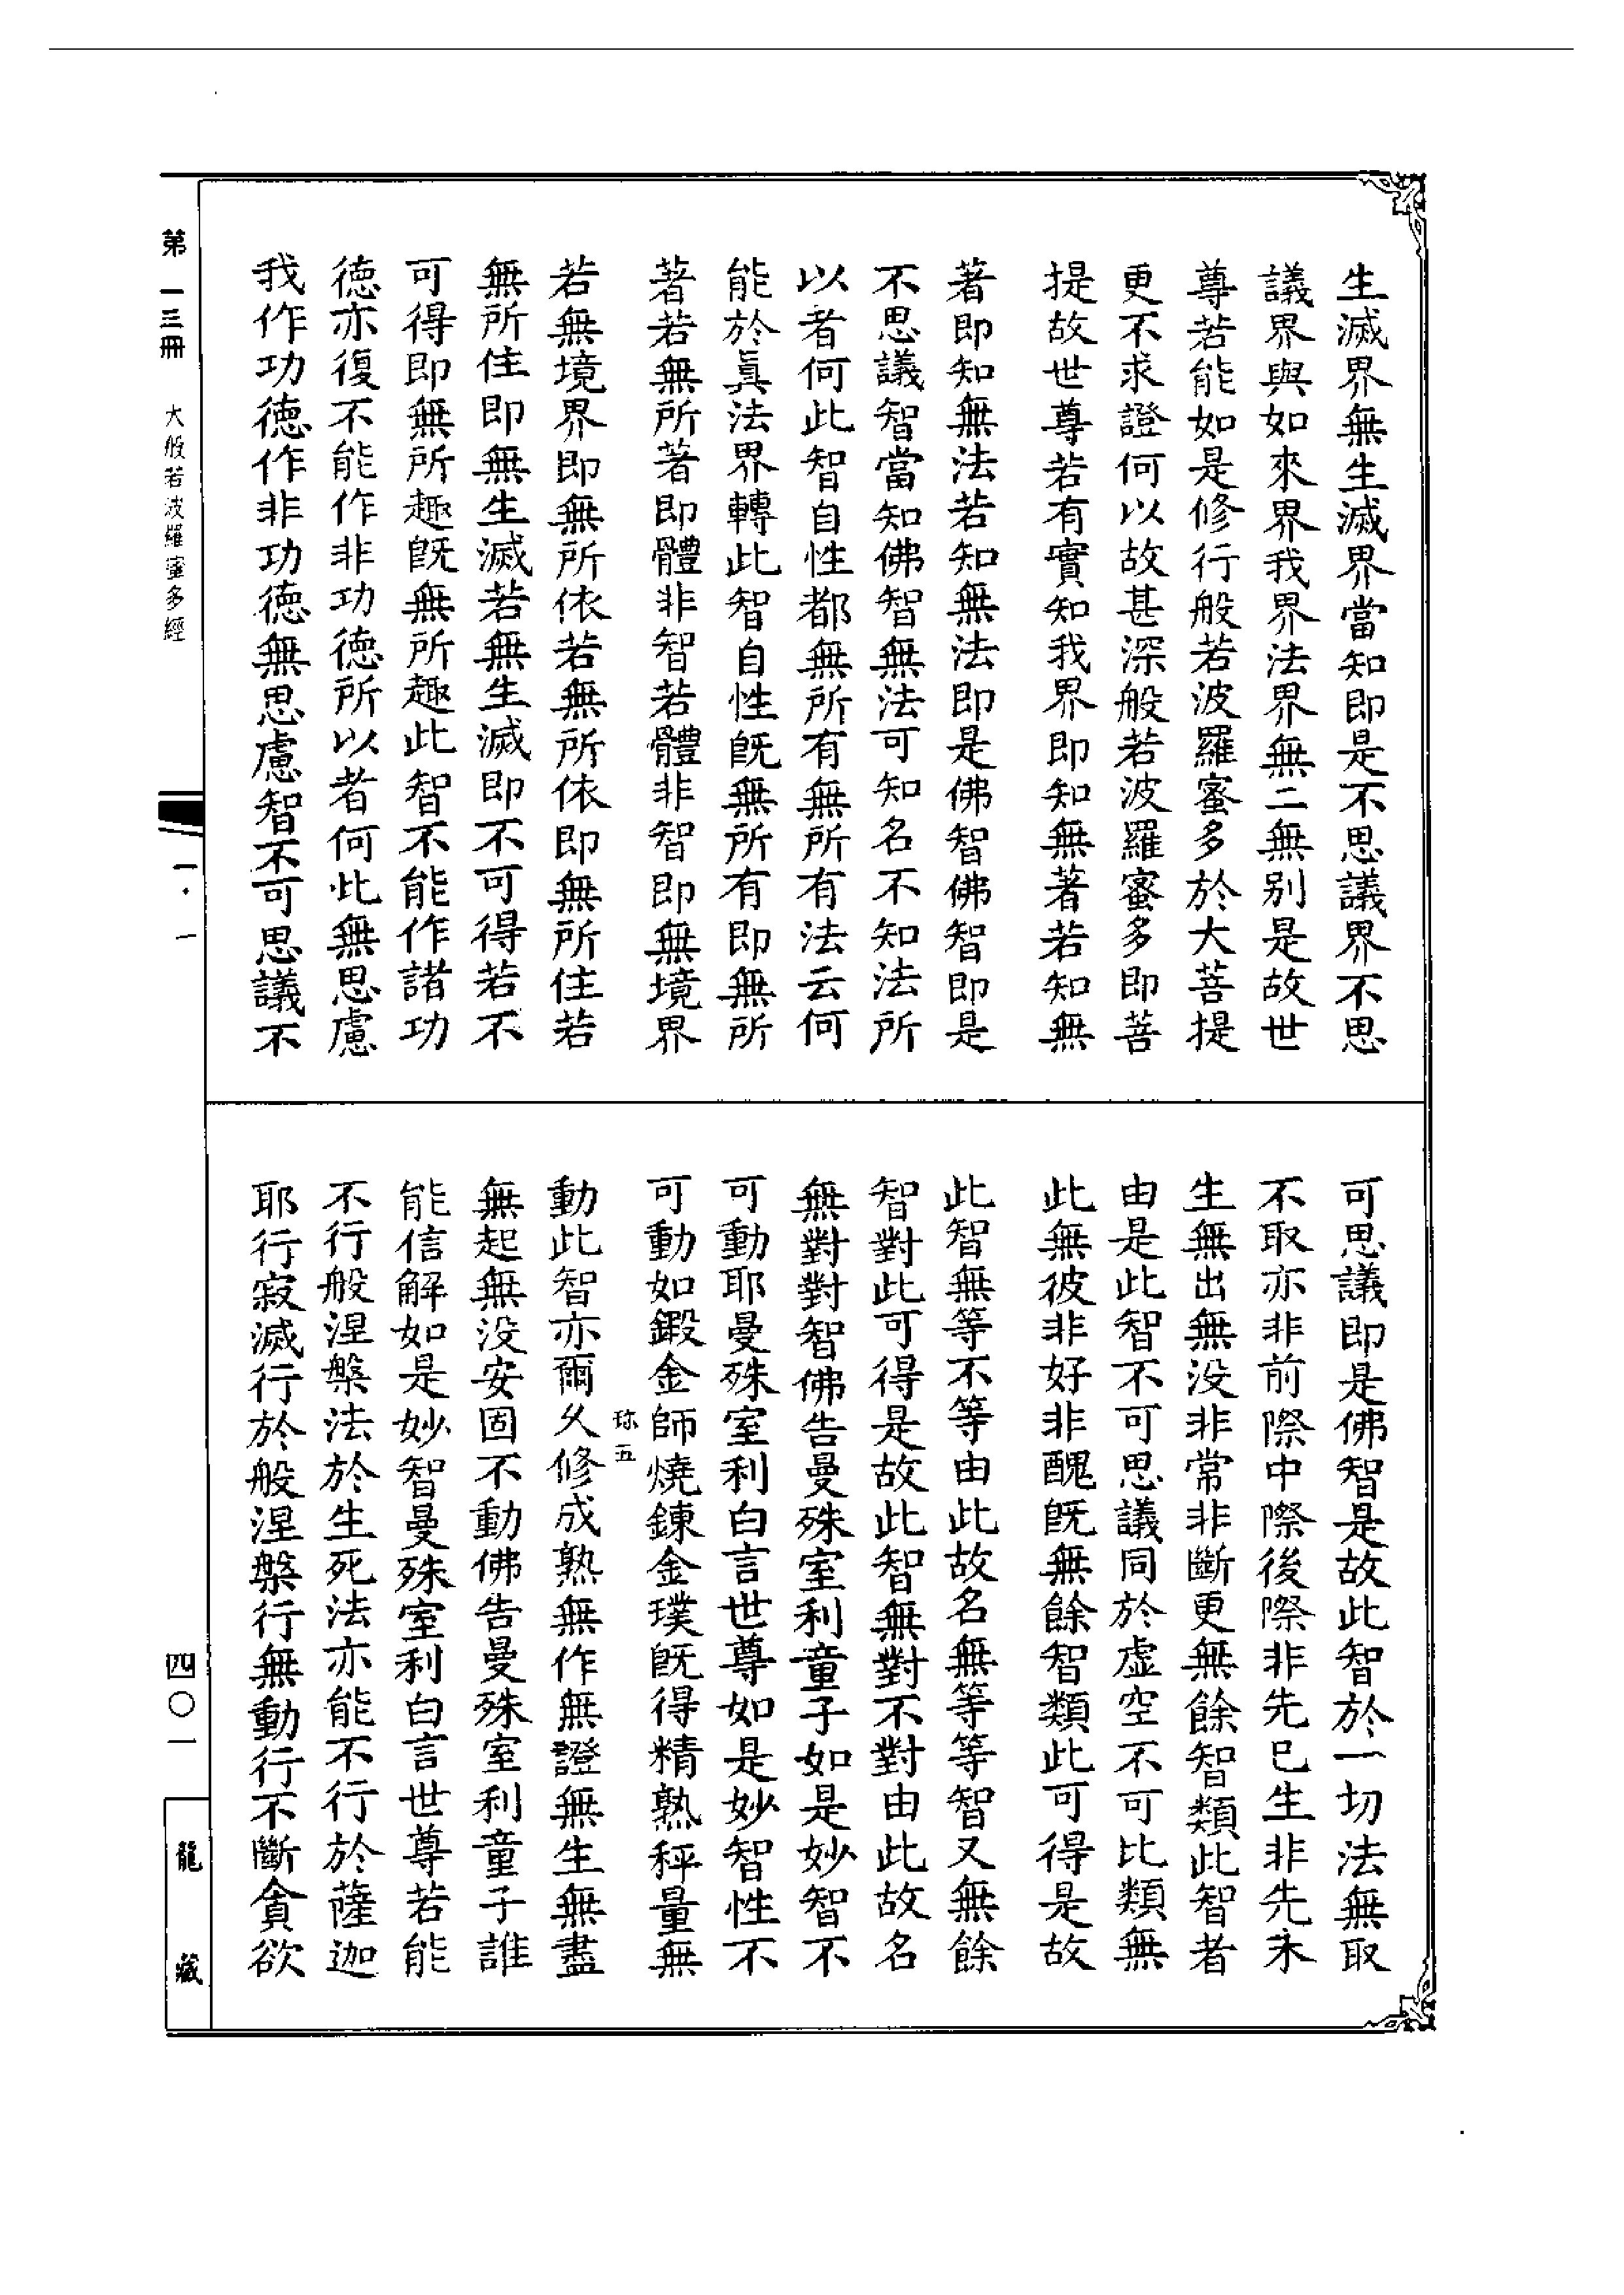 生滅界無生滅界當知即是不思議界不思
議界與如來界我界法界無二無别是故世
尊若能如是修行般若波羅蜜多於大菩提
更不求證何以故甚深般若波羅蜜多即菩
提故世尊若有實知我界即知無著若知無
著即知無法若知無法即是佛智佛智即是
不思議智當知佛智無法可知名不知法所
以者何此智自性都無所有無所有法云何
能於眞法界轉此智自性旣無所有即無所
著若無所著即體非智若體非智即無境界
若無境界即無所依若無所依即無所住若
無所住即無生滅若無生滅即不可得若不
可得即無所趣旣無所趣此智不能作諸功
德亦復不能作非功德所以者何此無思慮
我作功德作非功德無思慮智不可思議不
可思議即是佛智是故此智於一切法無取
不取亦非前際中際後際非先已生非先未
生無出無没非常非斷更無餘智類此智者
由是此智不可思議同於虚空不可比類無
此無彼非好非醜旣無餘智類此可得是故
此智無等不等由此故名無等等智又無餘
智對此可得是故此智無對不對由此故名
無對對智佛告曼殊室利童子如是妙智不
可動耶曼殊室利白言世尊如是妙智性不
可動如鍛金師燒鍊金璞旣得精熟秤量無
動此智亦爾久修成熟無作無證無生無盡
無起無没安固不動佛告曼殊室利童子誰
能信解如是妙智曼殊室利白言世尊若能
不行般涅槃法於生死法亦能不行於薩迦
耶行寂滅行於般涅槃行無動行不斷貪欲
珎五
第一三冊 大般若波羅蜜多經
一·一
四〇一
龍藏